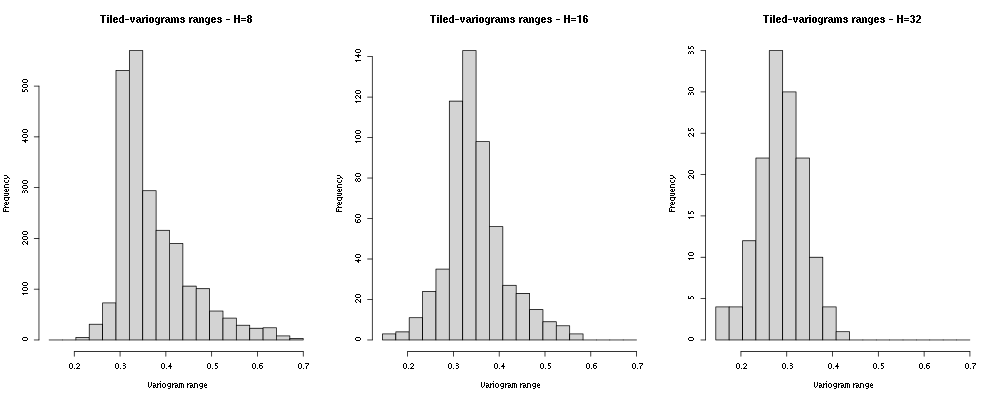 Tiled-variograms ranges - H=8
Tiled-variograms ranges - H=16
Tiled-variograms ranges - H=32
Frequency
0
100
200
300
400
500
0.2 0.3 0.4 0.5 0.6 0.7
Variogram range
Frequency
0
20
40
60
80
100
120
140
0.2 0.3 0.4 0.5 0.6 0.7
Variogram range
Frequency
0
5
10
15
20
25
30
35
0.2 0.3 0.4 0.5 0.6 0.7
Variogram range